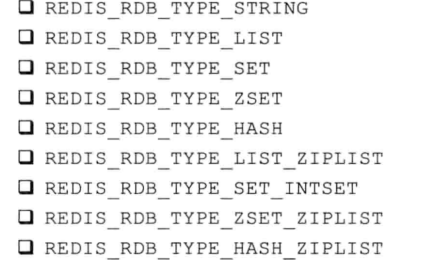 ❑ REDIS_RDB_TYPE_STRING
❑ REDIS_RDB_TYPE_LIST
❑ REDIS_RDB_TYPE_SET
❑ REDIS_RDB_TYPE_ZSET
❑ REDIS_RDB_TYPE_HASH
❑ REDIS_RDB_TYPE_LIST_ZIPLIST
❑ REDIS_RDB_TYPE_SET_INTSET
❑ REDIS_RDB_TYPE_ZSET_ZIPLIST
❑ REDIS_RDB_TYPE_HASH_ZIPLIST